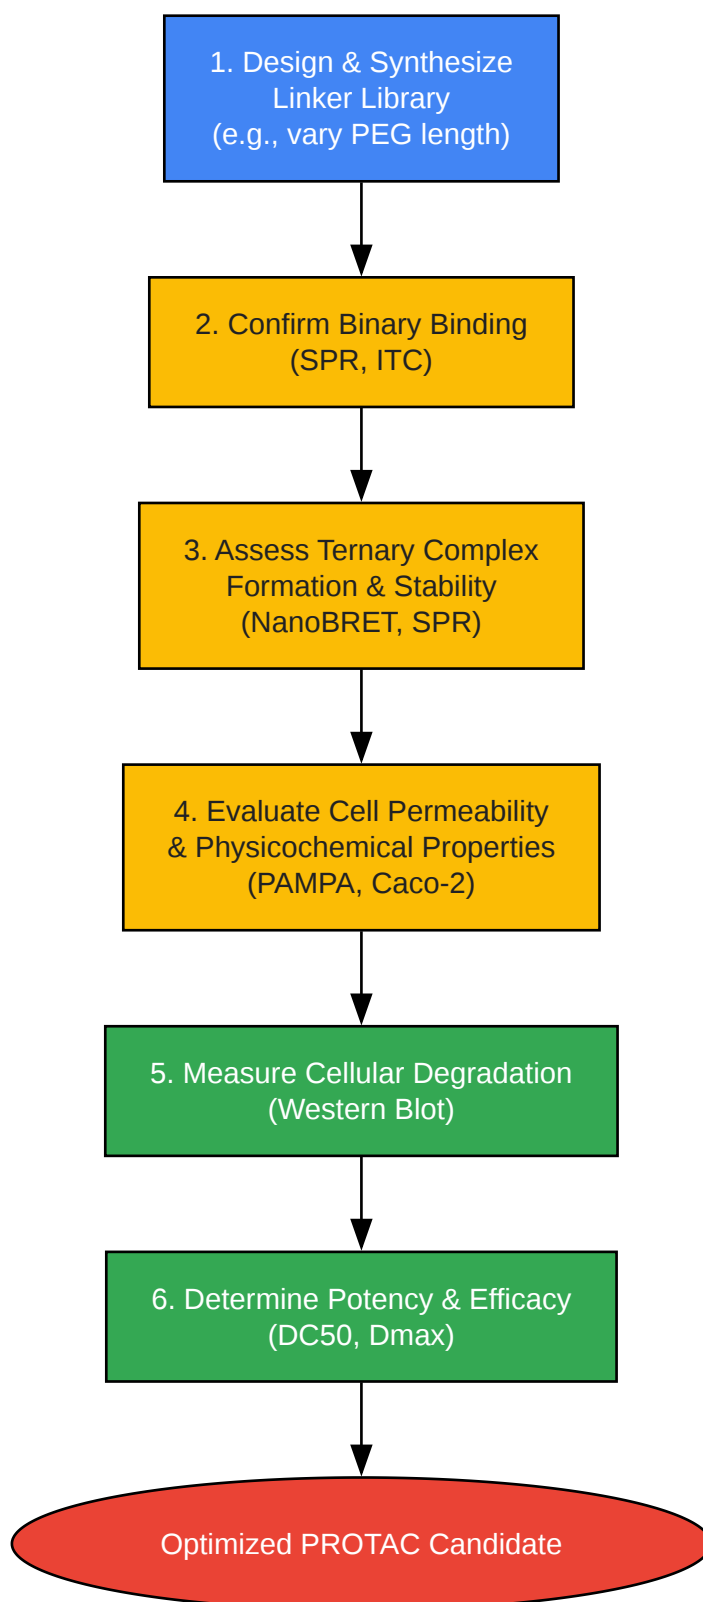 1. Design & Synthesize
Linker Library
(e.g., vary PEG length)
2. Confirm Binary Binding
(SPR, ITC)
3. Assess Ternary Complex
Formation & Stability
(NanoBRET, SPR)
4. Evaluate Cell Permeability
& Physicochemical Properties
(PAMPA, Caco-2)
5. Measure Cellular Degradation
(Western Blot)
6. Determine Potency & Efficacy
(DC50, Dmax)
Optimized PROTAC Candidate